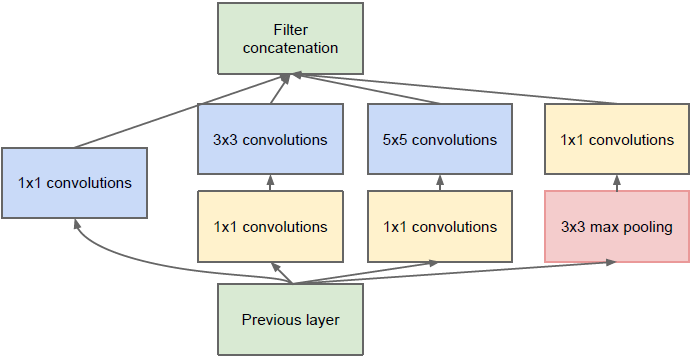 Filter
concatenation
3x3 convolutions
5x5 convolutions
1x1 convolutions
1x1 convolutions
1x1 convolutions
1x1 convolutions
3x3 max pooling
Previous layer